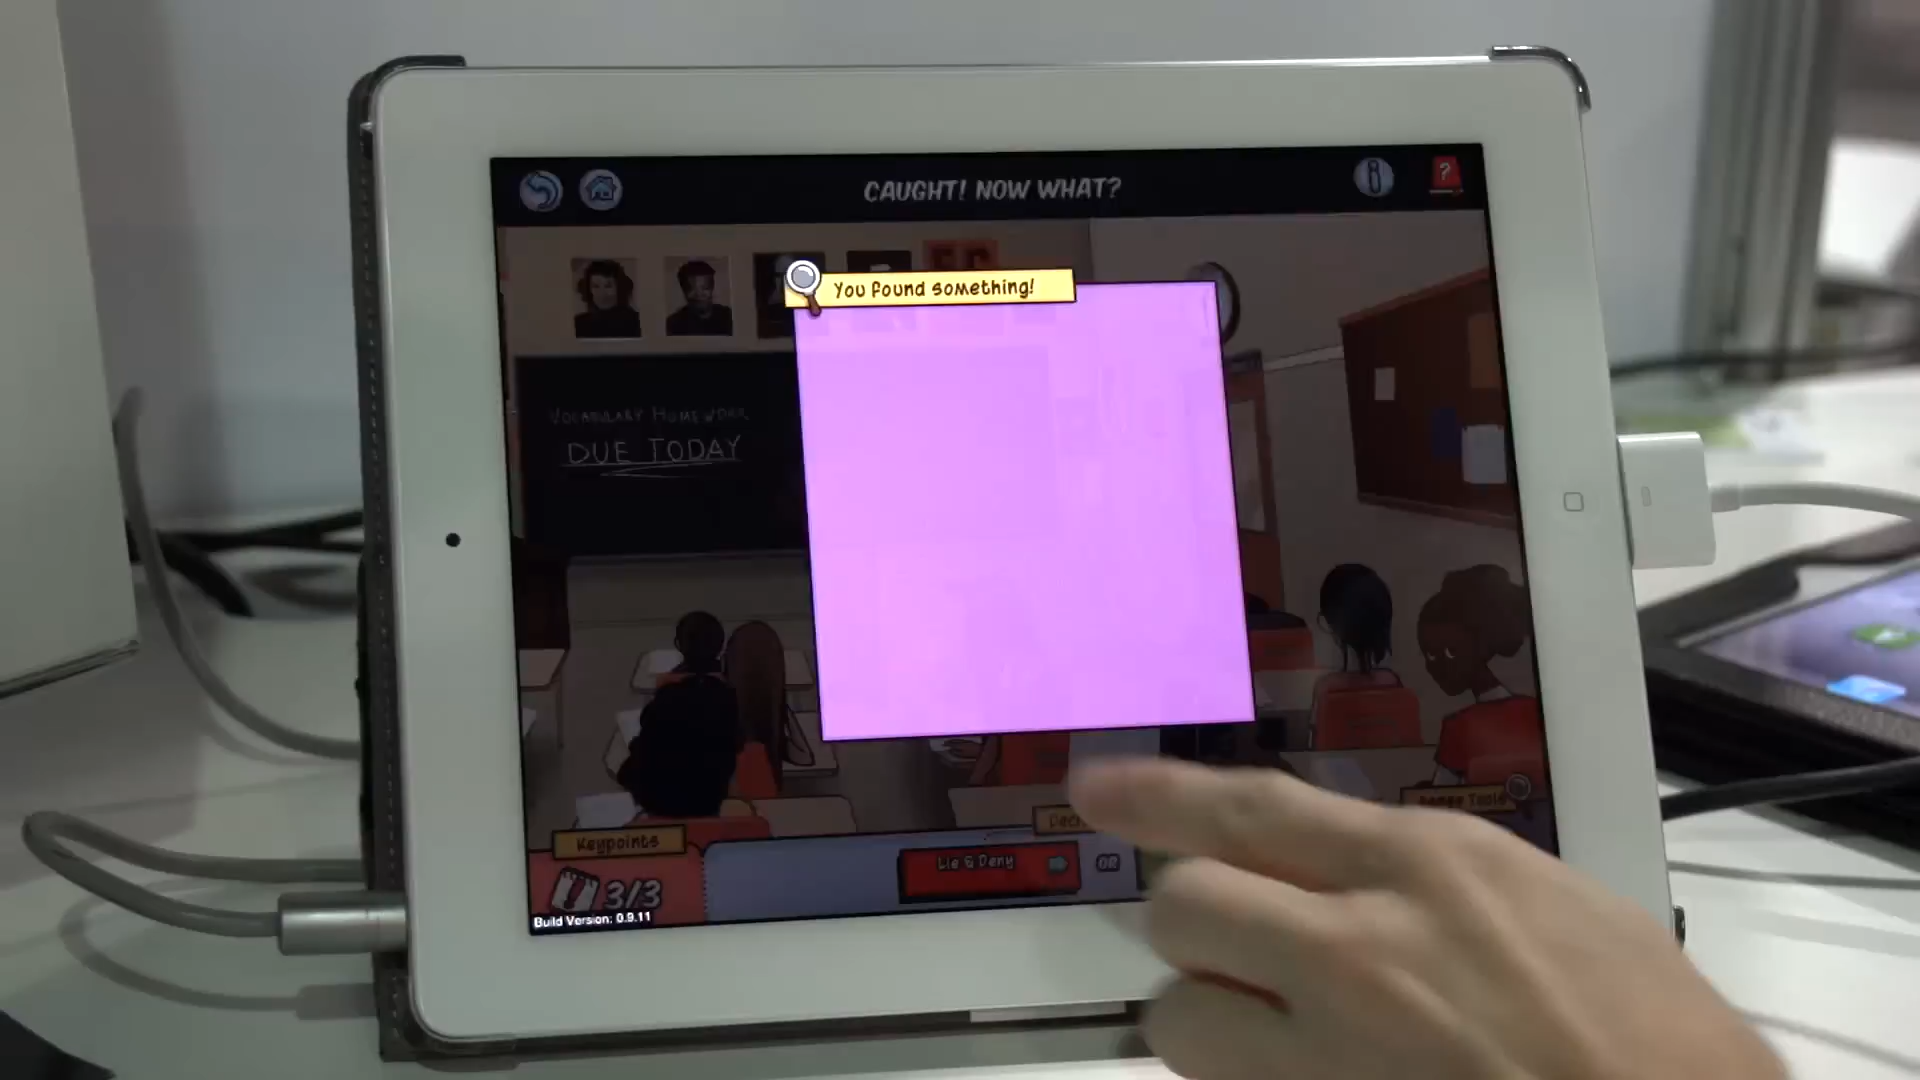 CAUGHT! NOW WHAT?
?
You found something!
VOCABULARY HOMEWORK
DUE TODAY
Keypoints
3/3
Lie & Deny
OR
Build Version: 0.9.11